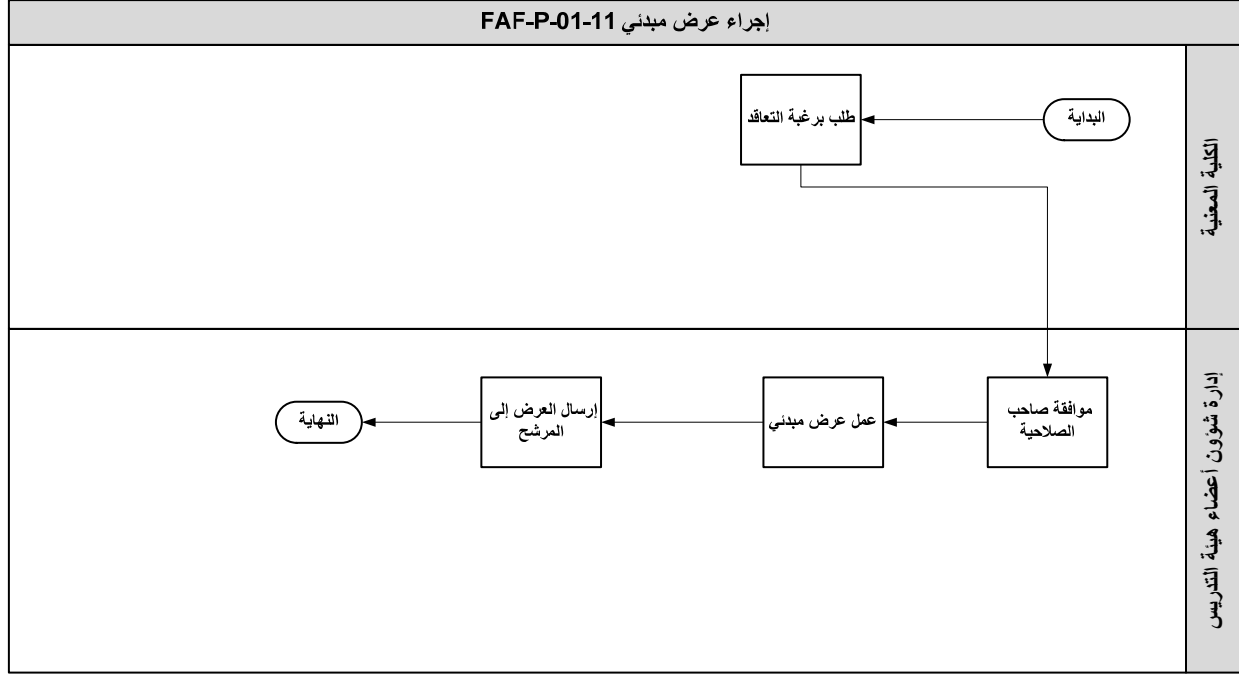 إجراء عرض مبدئي FAF-P-01-11
الكلية المعنية
البداية
طلب برغبة التعاقد
إدارة شؤون أعضاء هيئة التدريس
موافقة صاحب
الصلاحية
عمل عرض مبدئي
إرسال العرض إلى
المرشح
النهاية